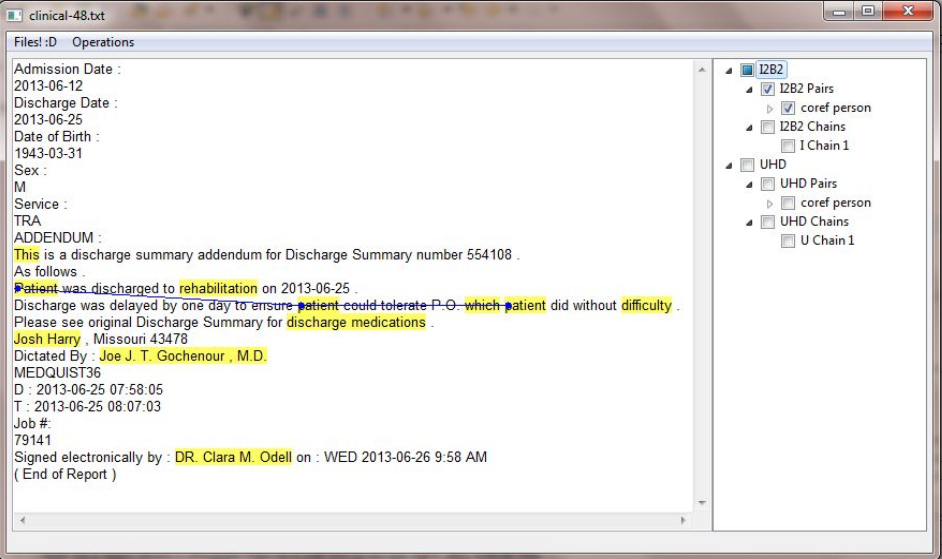 clinical-48.txt
Files! :D Operations
Admission Date :
2013-06-12
Discharge Date :
2013-06-25
Date of Birth :
1943-03-31
Sex :
M
Service :
TRA
ADDENDUM :
This is a discharge summary addendum for Discharge Summary number 554108 .
As follows .
Patient was discharged to rehabilitation on 2013-06-25 .
Discharge was delayed by one day to ensure patient could tolerate P.O. which patient did without difficulty .
Please see original Discharge Summary for discharge medications .
Josh Harry , Missouri 43478
Dictated By : Joe J. T. Gochenour , M.D.
MEDQUIST36
D : 2013-06-25 07:58:05
T : 2013-06-25 08:07:03
Job #:
79141
Signed electronically by : DR. Clara M. Odell on : WED 2013-06-26 9:58 AM
( End of Report )
I2B2
I2B2 Pairs
coref person
I2B2 Chains
I Chain 1
UHD
UHD Pairs
coref person
UHD Chains
U Chain 1